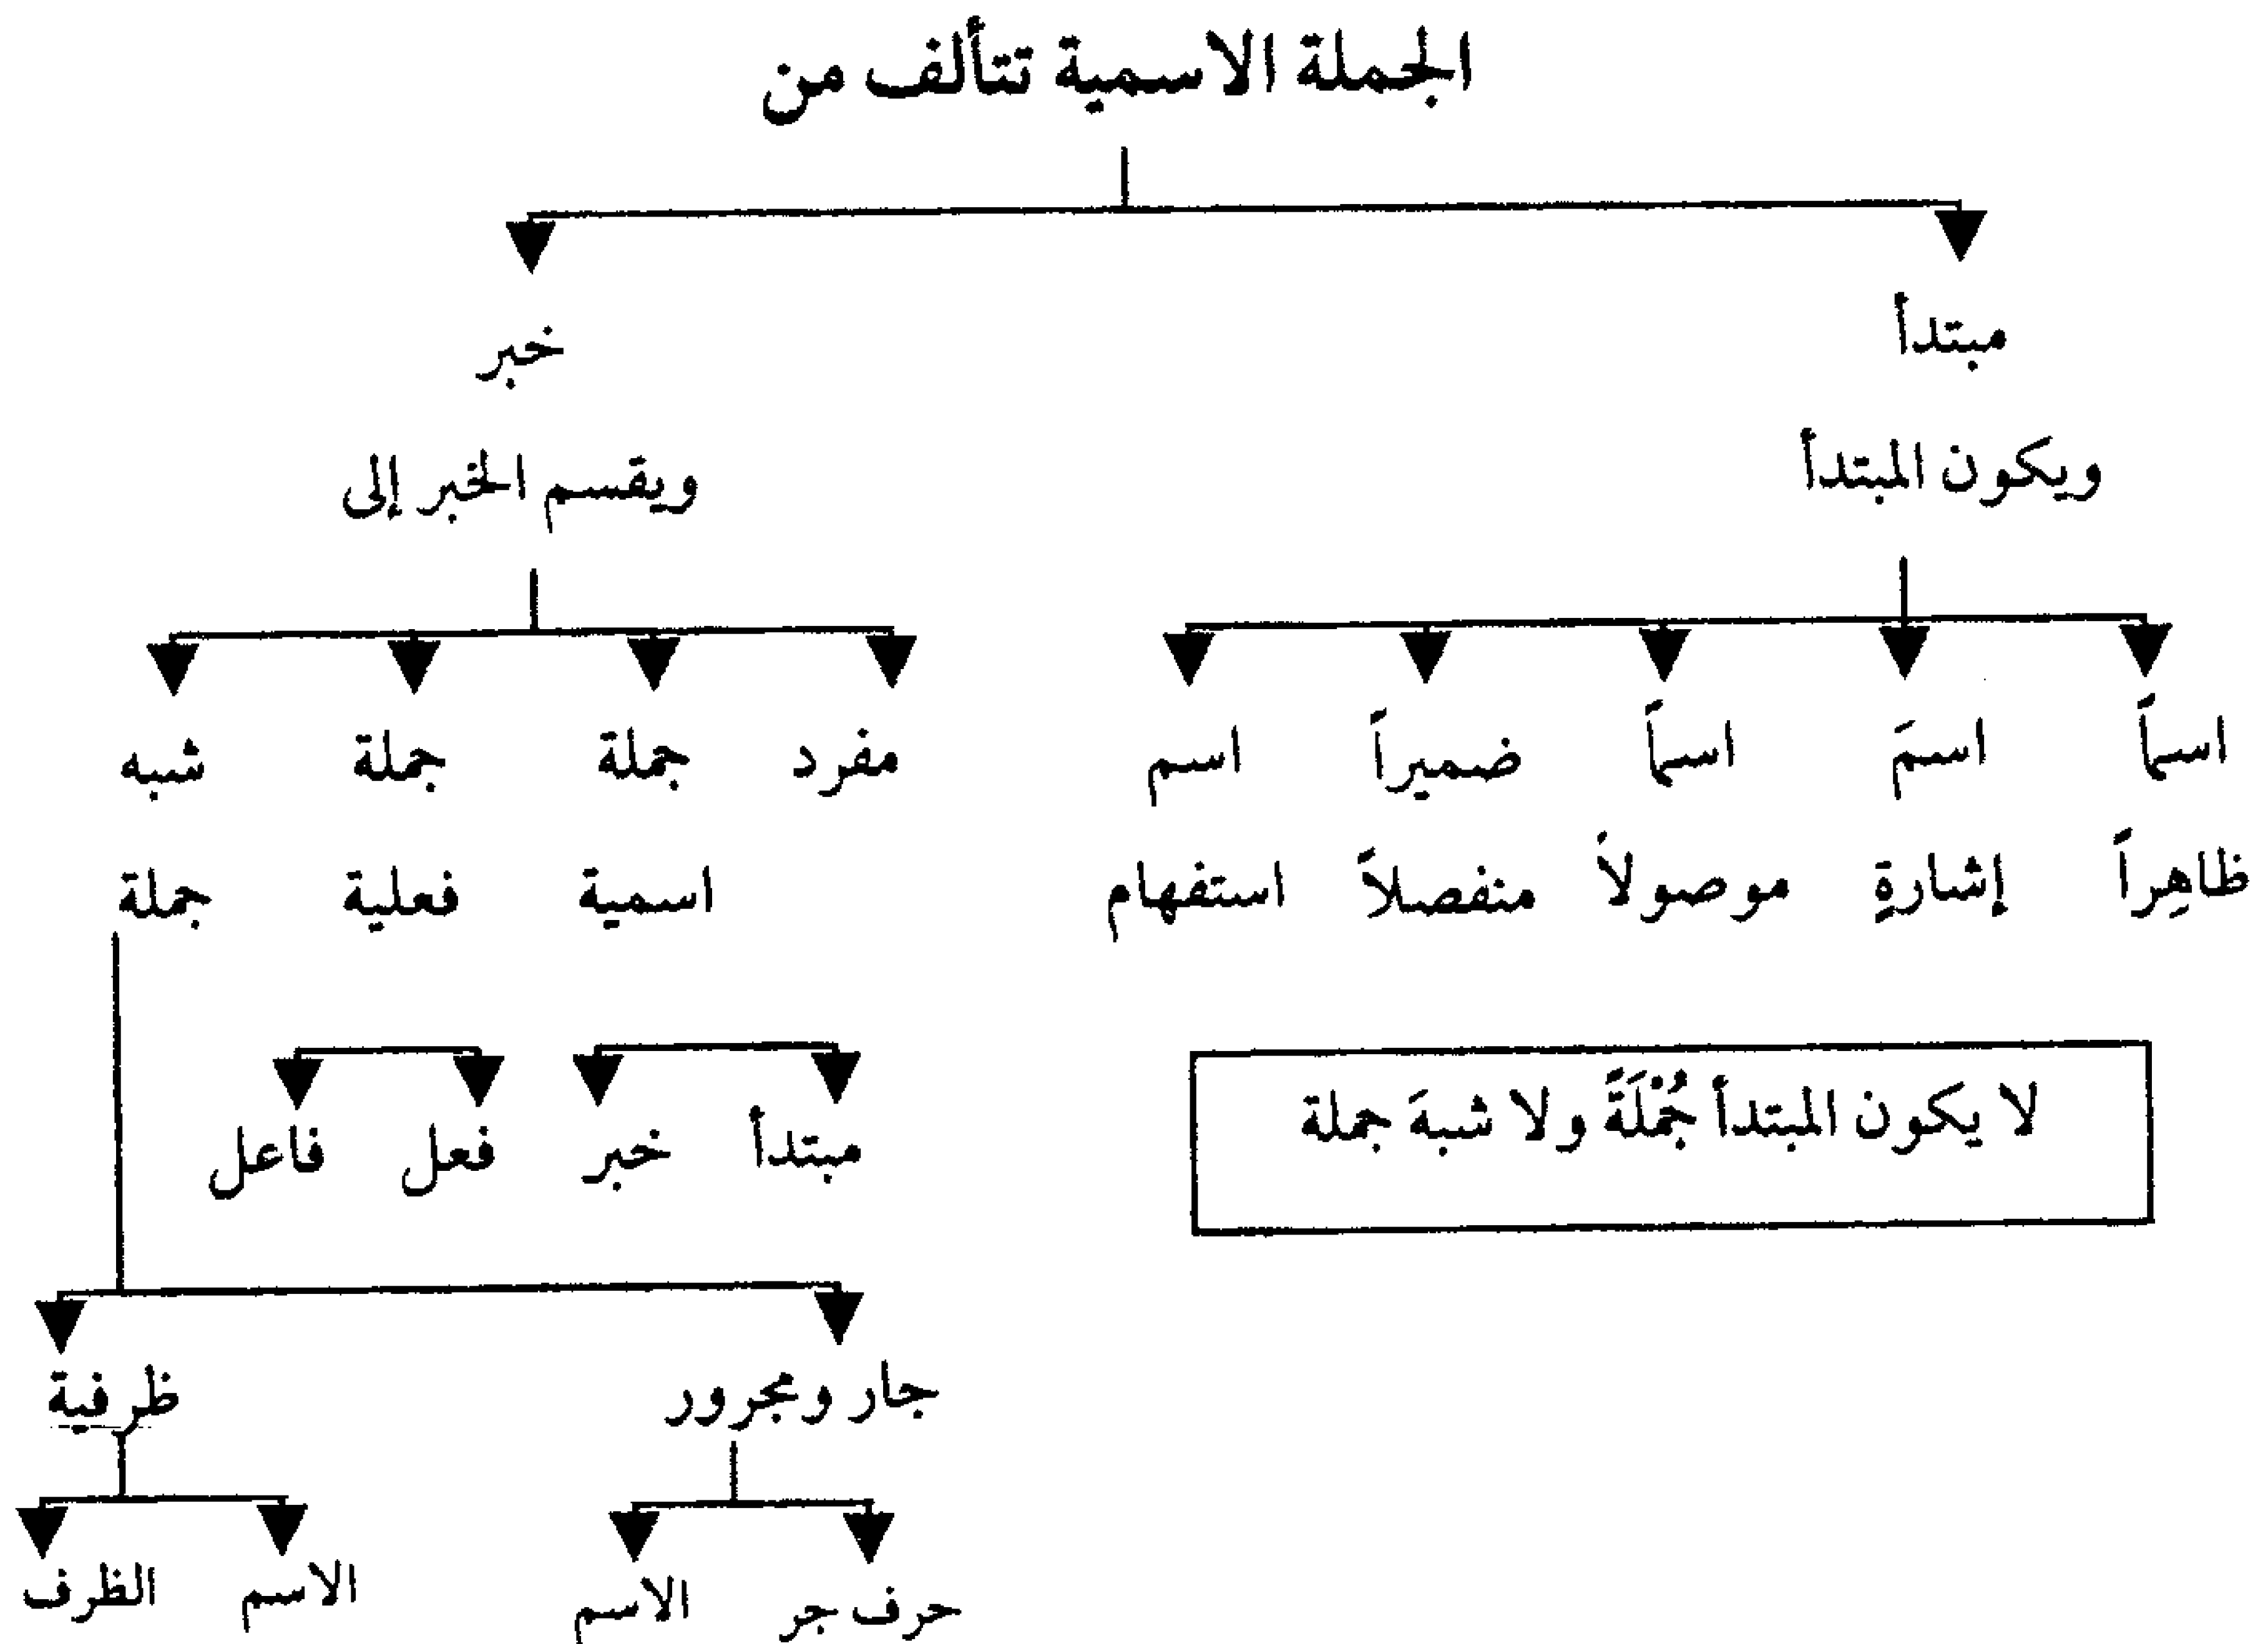 الجملة الاسمية تتألف من
مبتدأ
خبر
ويكون المبتدأ
ويقسم الخبر إلى
اسماً ظاهِراً
اسمَ إشارةٍ
اسماً موصولاً
ضميراً منفصلاً
اسم استفهام
مفرد
جملة اسمية
جملة فعلية
شبه جملة
لا يكون المبتدأ جُمْلَةً ولا شبهَ جملة
مبتدأ
خبر
فعل
فاعل
جار ومجرور
ظرفية
حرف جر
الاسم
الاسم
الظرف